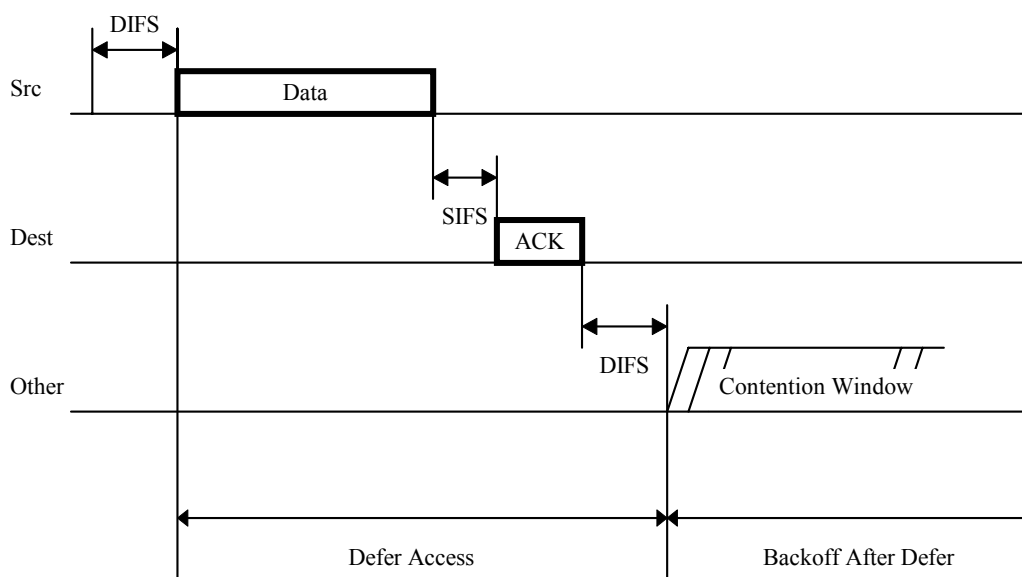 DIFS
Src
Data
SIFS
Dest
ACK
DIFS
Other
Contention Window
Defer Access
Backoff After Defer